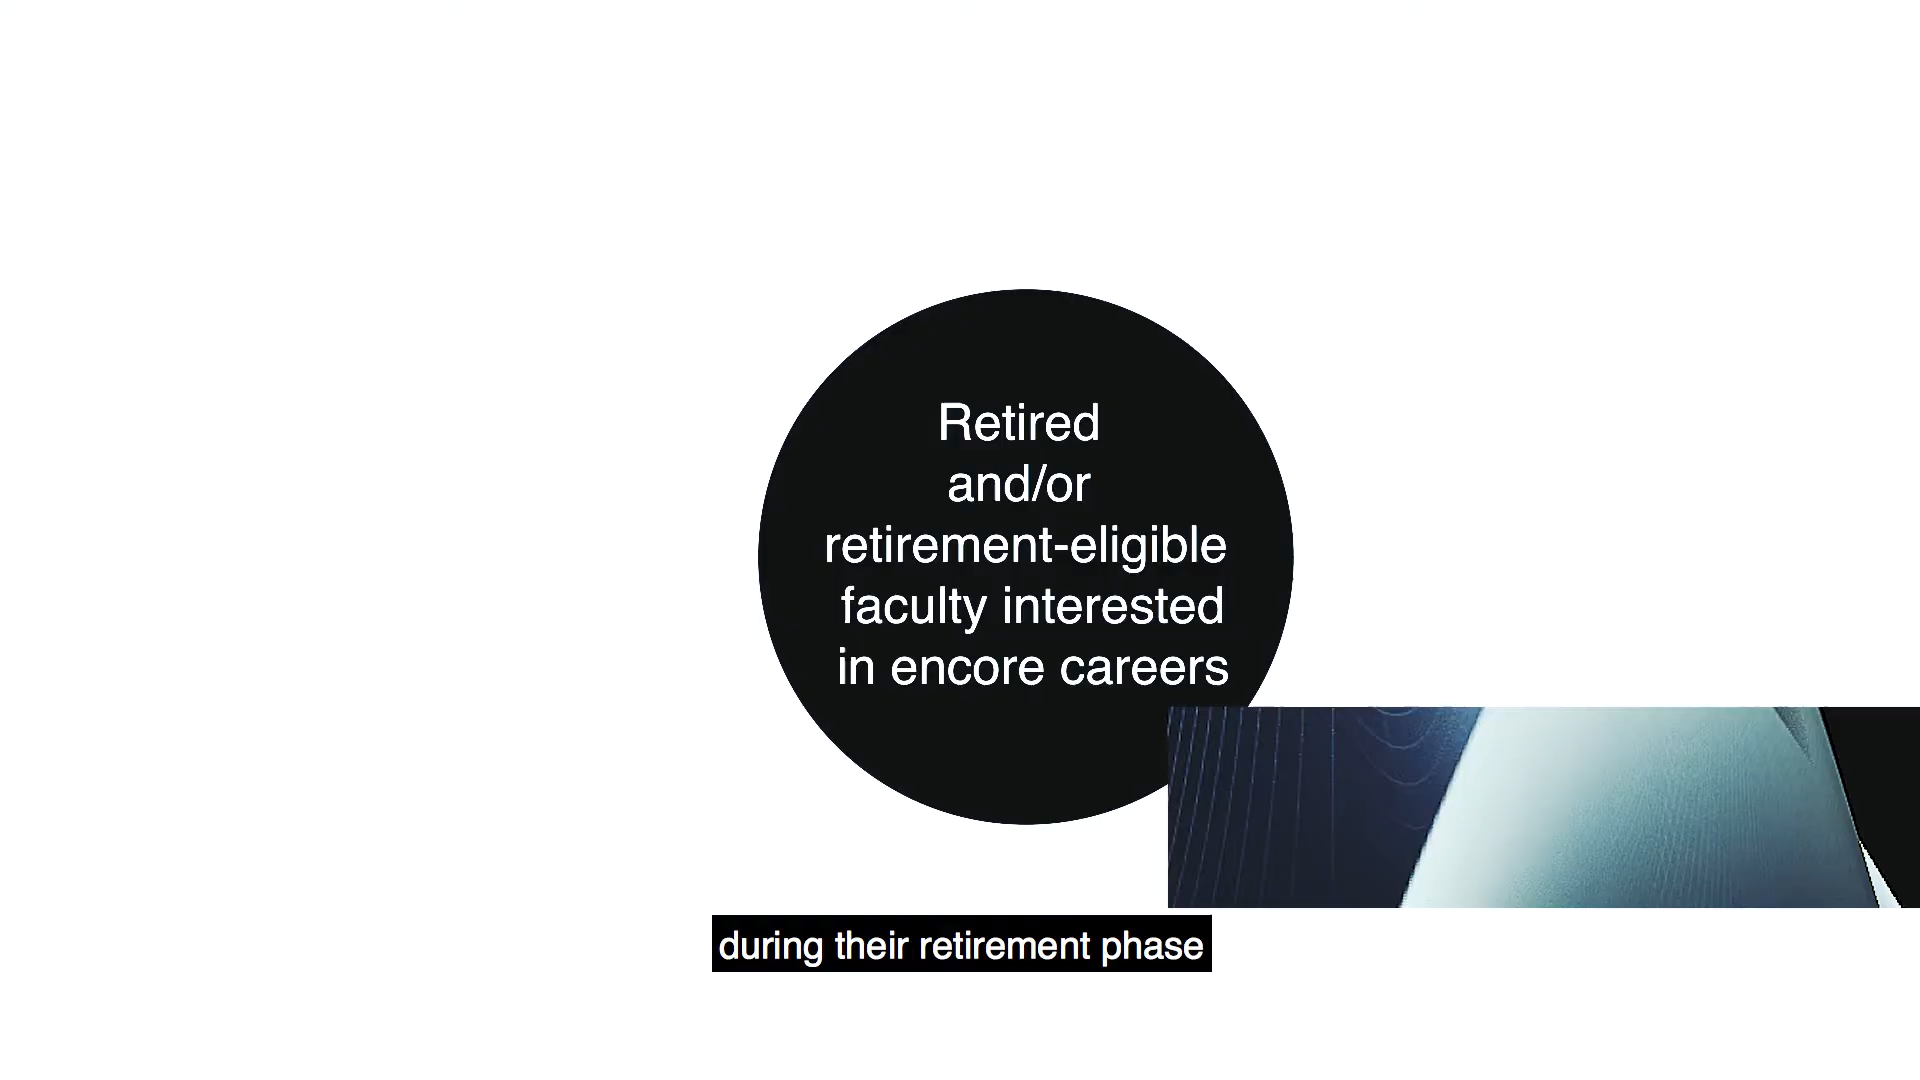 Retired
and/or
retirement-eligible
faculty interested
in encore careers
during their retirement phase